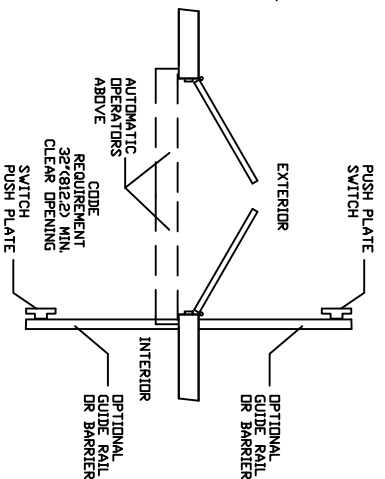 PUSH PLATE
SWITCH
EXTERIOR
OPTIONAL
GUIDE RAIL
OR BARRIER
INTERIOR
AUTOMATIC
OPERATORS
ABOVE
OPTIONAL
GUIDE RAIL
OR BARRIER
CODE
REQUIREMENT
32"(812.2) MIN.
CLEAR OPENING
SWITCH
PUSH PLATE